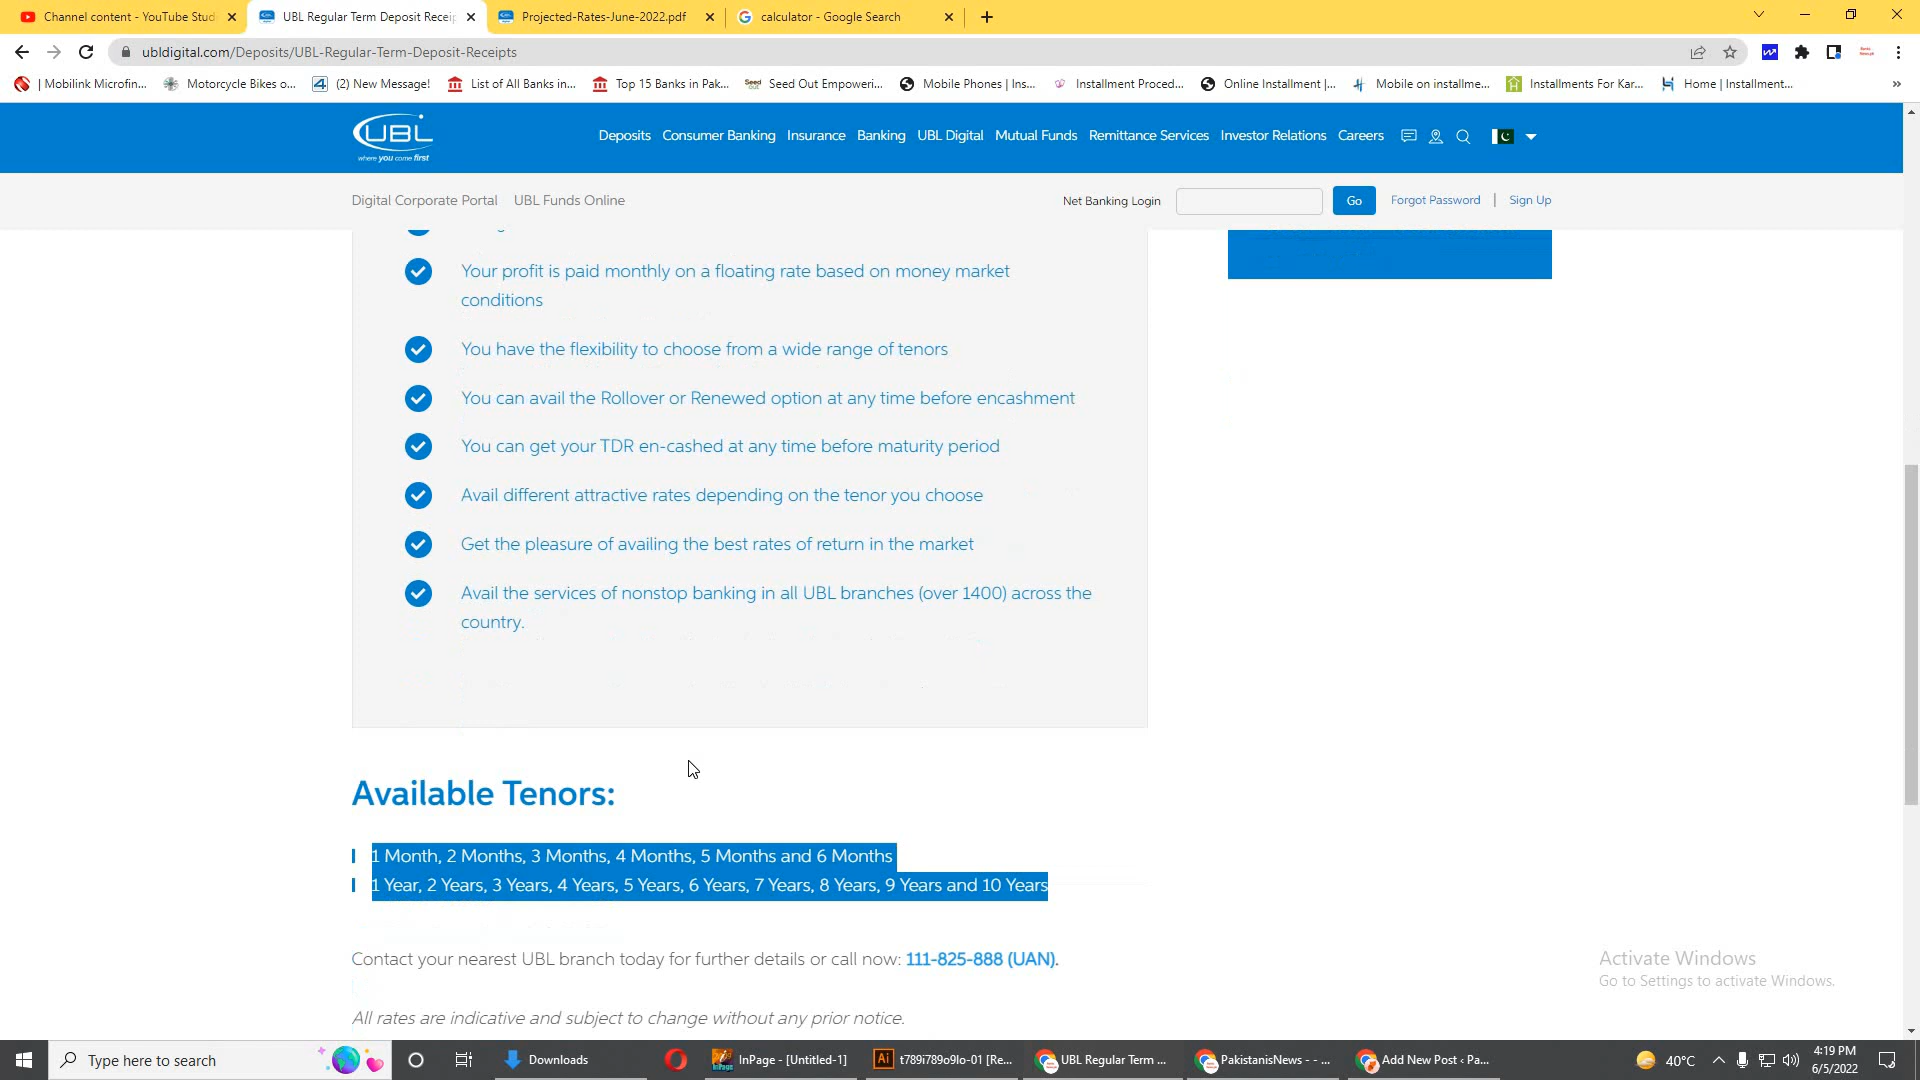 Channel content - YouTube Stud
UBL Regular Term Deposit Receip
Projected-Rates-June-2022.pdf
calculator - Google Search
ubldigital.com/Deposits/UBL-Regular-Term-Deposit-Receipts
| Mobilink Microfin...
Motorcycle Bikes o...
(2) New Message!
List of All Banks in...
Top 15 Banks in Pak...
Seed Out Empoweri...
Mobile Phones | Ins...
Installment Proced...
Online Installment |...
Mobile on installme...
Installments For Kar...
Home | Installment...
UBL
where you come first
Deposits Consumer Banking Insurance Banking UBL Digital Mutual Funds Remittance Services Investor Relations Careers
Digital Corporate Portal UBL Funds Online
Net Banking Login Go Forgot Password | Sign Up
Your profit is paid monthly on a floating rate based on money market
conditions
You have the flexibility to choose from a wide range of tenors
You can avail the Rollover or Renewed option at any time before encashment
You can get your TDR en-cashed at any time before maturity period
Avail different attractive rates depending on the tenor you choose
Get the pleasure of availing the best rates of return in the market
Avail the services of nonstop banking in all UBL branches (over 1400) across the
country.
Available Tenors:
1 Month, 2 Months, 3 Months, 4 Months, 5 Months and 6 Months
1 Year, 2 Years, 3 Years, 4 Years, 5 Years, 6 Years, 7 Years, 8 Years, 9 Years and 10 Years
Contact your nearest UBL branch today for further details or call now: 111-825-888 (UAN).
All rates are indicative and subject to change without any prior notice.
Activate Windows
Go to Settings to activate Windows.
Type here to search
Downloads
InPage - [Untitled-1]
t789i789o9lo-01 [Re...
UBL Regular Term ...
PakistanisNews - - ...
Add New Post ‹ Pa...
40°C
4:19 PM
6/5/2022